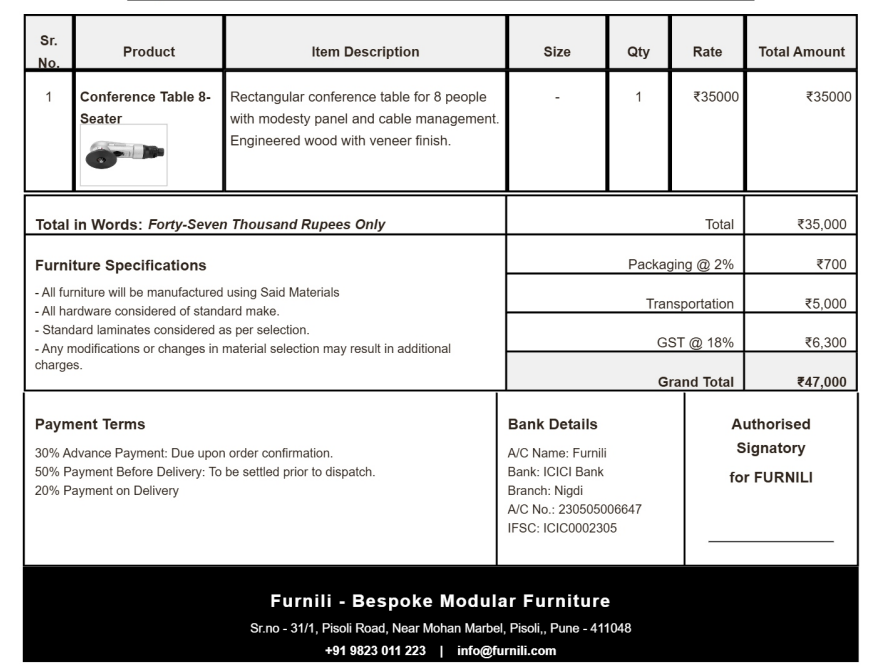 Sr. No. Product Item Description Size Qty Rate Total Amount
1 Conference Table 8-Seater Rectangular conference table for 8 people - 1 ₹35000 ₹35000
with modesty panel and cable management.
Engineered wood with veneer finish.
Total in Words: Forty-Seven Thousand Rupees Only Total ₹35,000
Furniture Specifications Packaging @ 2% ₹700
- All furniture will be manufactured using Said Materials
- All hardware considered of standard make. Transportation ₹5,000
- Standard laminates considered as per selection.
- Any modifications or changes in material selection may result in additional GST @ 18% ₹6,300
charges.
Grand Total ₹47,000
Payment Terms
30% Advance Payment: Due upon order confirmation.
50% Payment Before Delivery: To be settled prior to dispatch.
20% Payment on Delivery
Bank Details
A/C Name: Furnili
Bank: ICICI Bank
Branch: Nigdi
A/C No.: 230505006647
IFSC: ICIC0002305
Authorised
Signatory
for FURNILI
Furnili - Bespoke Modular Furniture
Sr.no - 31/1, Pisoli Road, Near Mohan Marbel, Pisoli,, Pune - 411048
+91 9823 011 223 | info@furnili.com